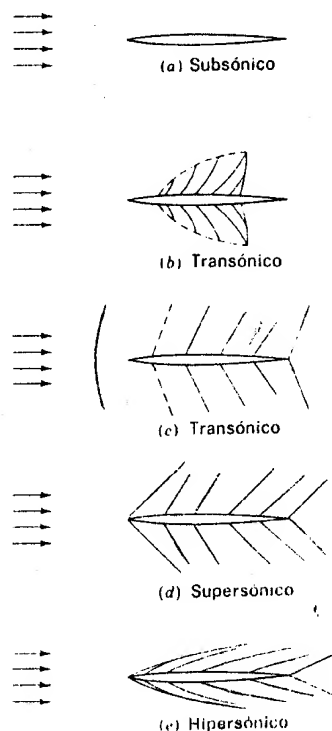 (a) Subsónico
(b) Transónico
(c) Transónico
(d) Supersónico
(e) Hipersónico